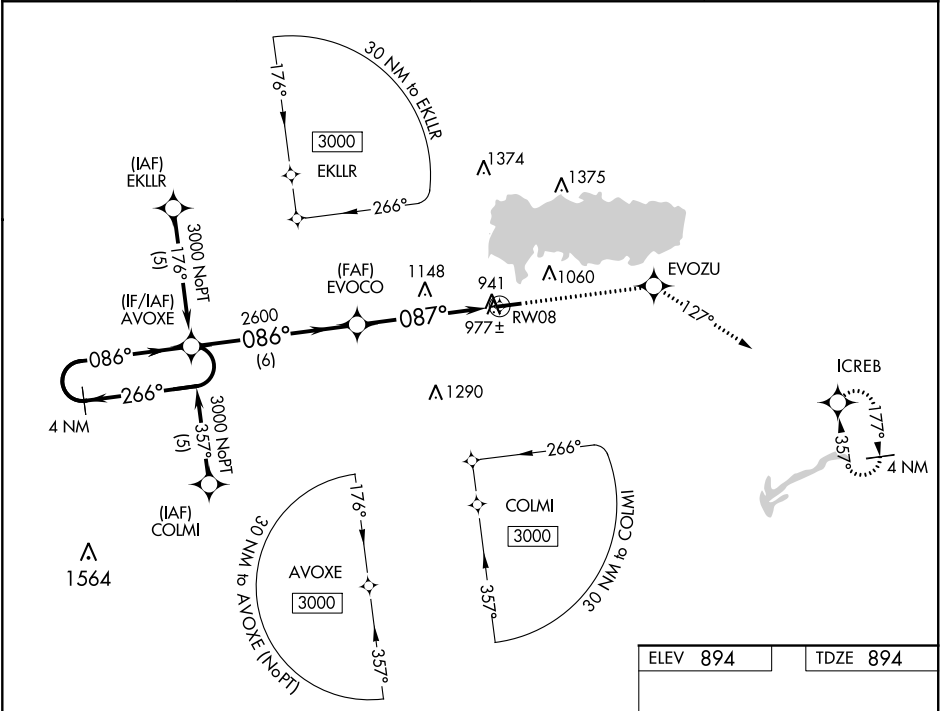 30 NM to EKLLR
176°
3000
EKLLR
266°
1374
1375
(IAF)
EKLLR
3000 NoPT
176°
(5)
(FAF)
EVOCO
1148
941
1060
EVOZU
(IF/IAF)
AVOXE
2600
086°
(6)
087°
RW08
977±
127°
086°
266°
4 NM
1290
ICREB
177°
357°
4 NM
3000 NoPT
357°
(5)
(IAF)
COLMI
266°
COLMI
3000
357°
30 NM to COLMI
176°
AVOXE
3000
357°
30 NM to AVOXE (NoPT)
1564
ELEV 894
TDZE 894